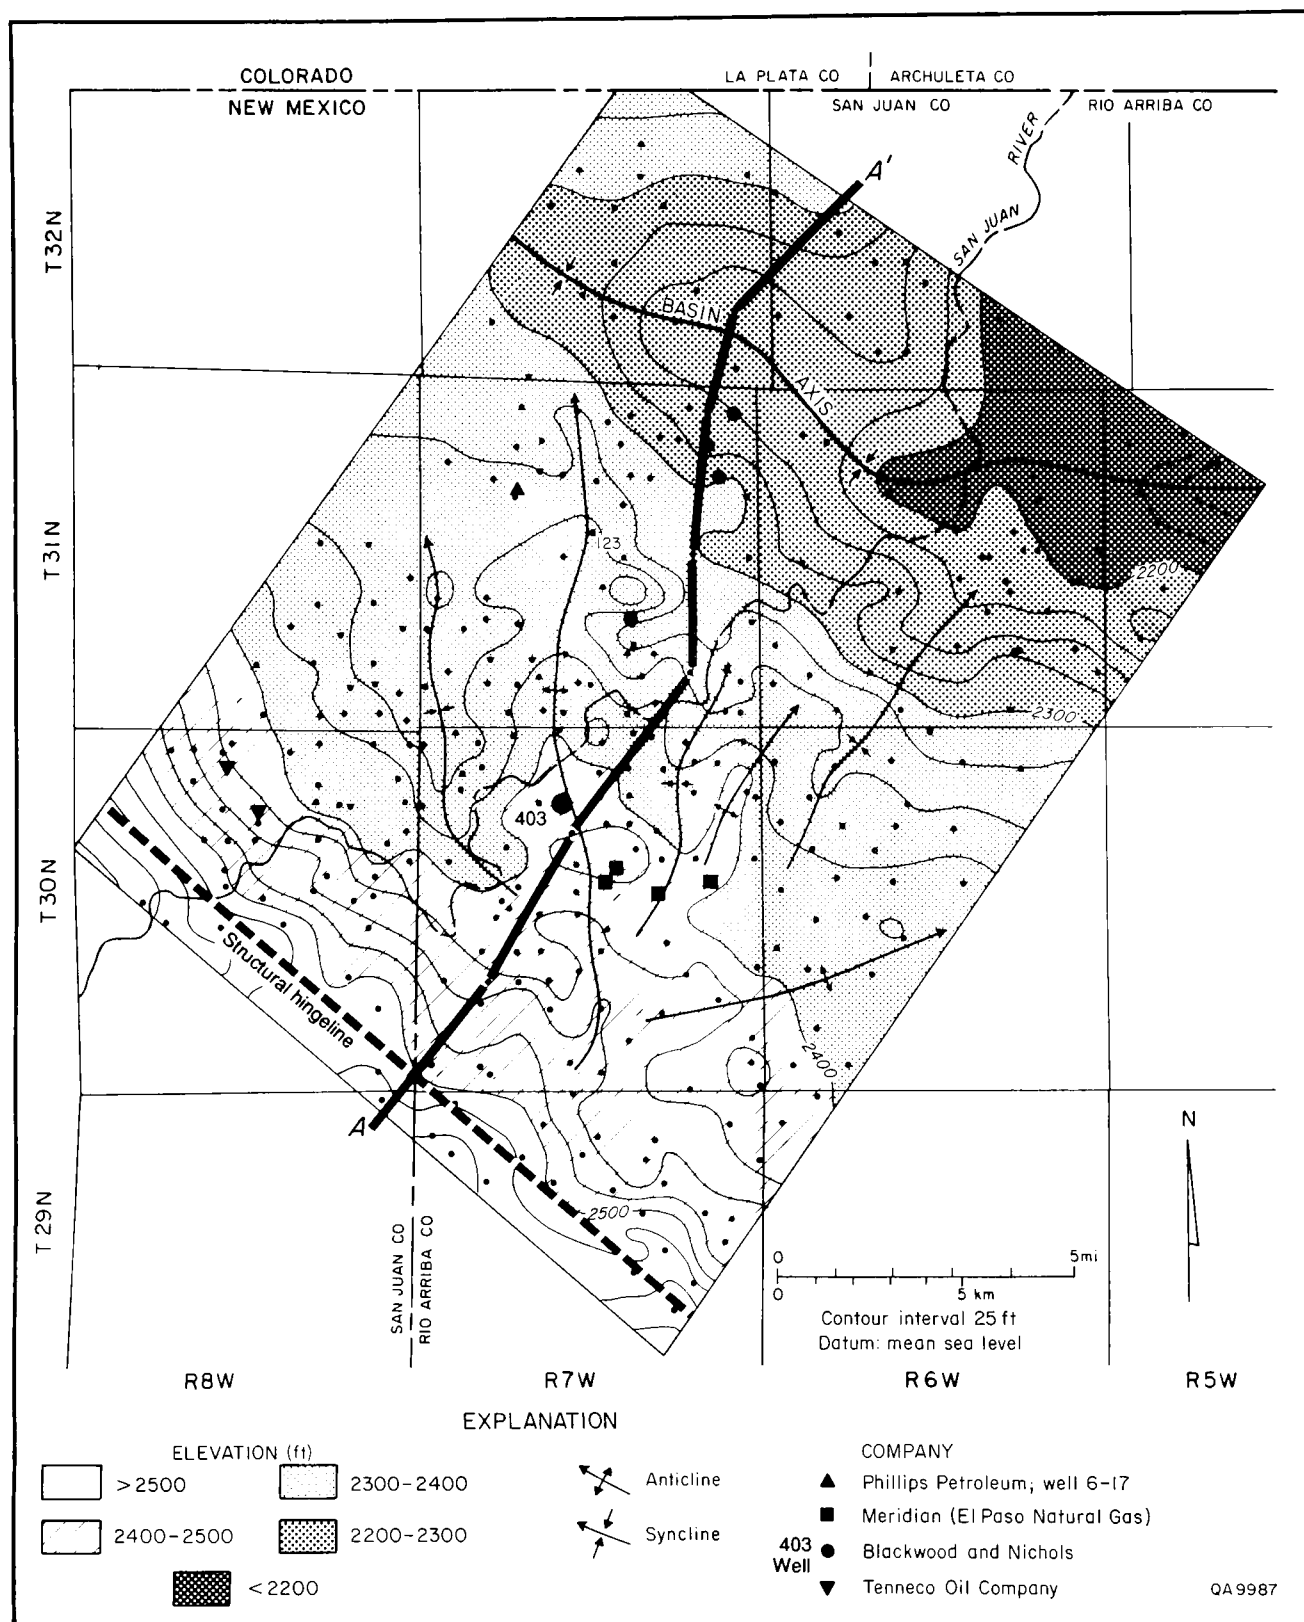 COLORADO
NEW MEXICO
LA PLATA CO
ARCHULETA CO
SAN JUAN CO
RIO ARRIBA CO
SAN JUAN RIVER
A'
T32N
BASIN AXIS
T31N
123
2200
2300
403
T30N
Structural hingeline
2400
A
T29N
2500
SAN JUAN CO
RIO ARRIBA CO
N
0 5mi
0 5 km
Contour interval 25 ft
Datum: mean sea level
R8W R7W R6W R5W
EXPLANATION
ELEVATION (ft)
>2500
2300-2400
2400-2500
2200-2300
<2200
Anticline
Syncline
COMPANY
Phillips Petroleum; well 6-17
Meridian (El Paso Natural Gas)
403
Well
Blackwood and Nichols
Tenneco Oil Company
QA9987